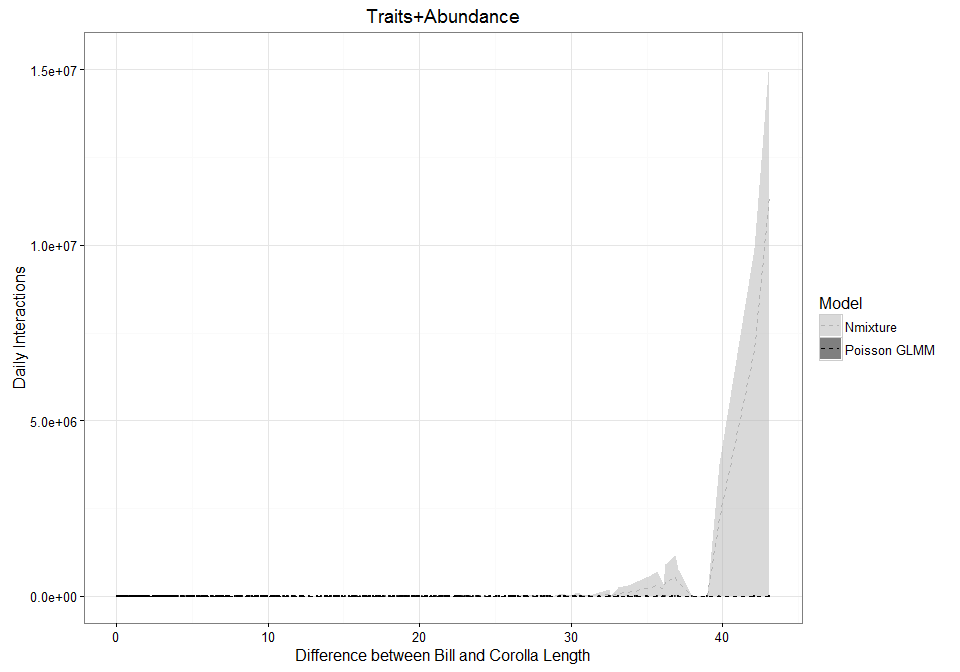 Traits+Abundance
1.5e+07
1.0e+07
5.0e+06
0.0e+00
Daily Interactions
0 10 20 30 40
Difference between Bill and Corolla Length
Model
Nmixture
Poisson GLMM